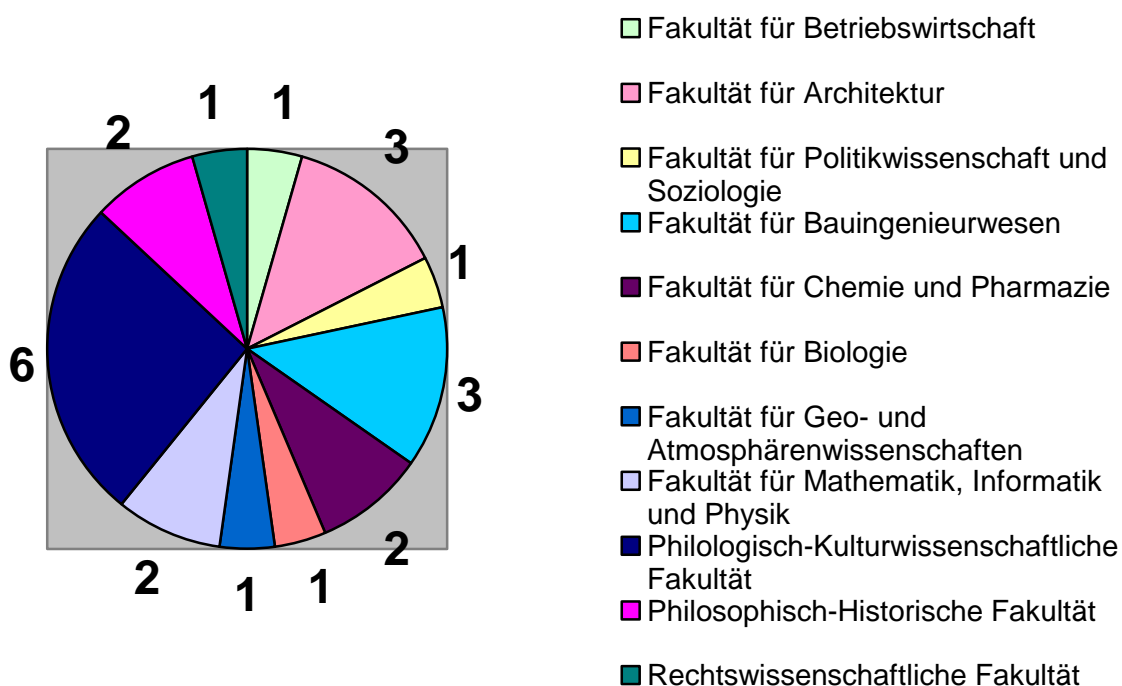 Fakultät für Betriebswirtschaft
Fakultät für Architektur
Fakultät für Politikwissenschaft und
Soziologie
Fakultät für Bauingenieurwesen
Fakultät für Chemie und Pharmazie
Fakultät für Biologie
Fakultät für Geo- und
Atmosphärenwissenschaften
Fakultät für Mathematik, Informatik
und Physik
Philologisch-Kulturwissenschaftliche
Fakultät
Philosophisch-Historische Fakultät
Rechtswissenschaftliche Fakultät
1
3
1
3
2
1
1
2
6
2
1